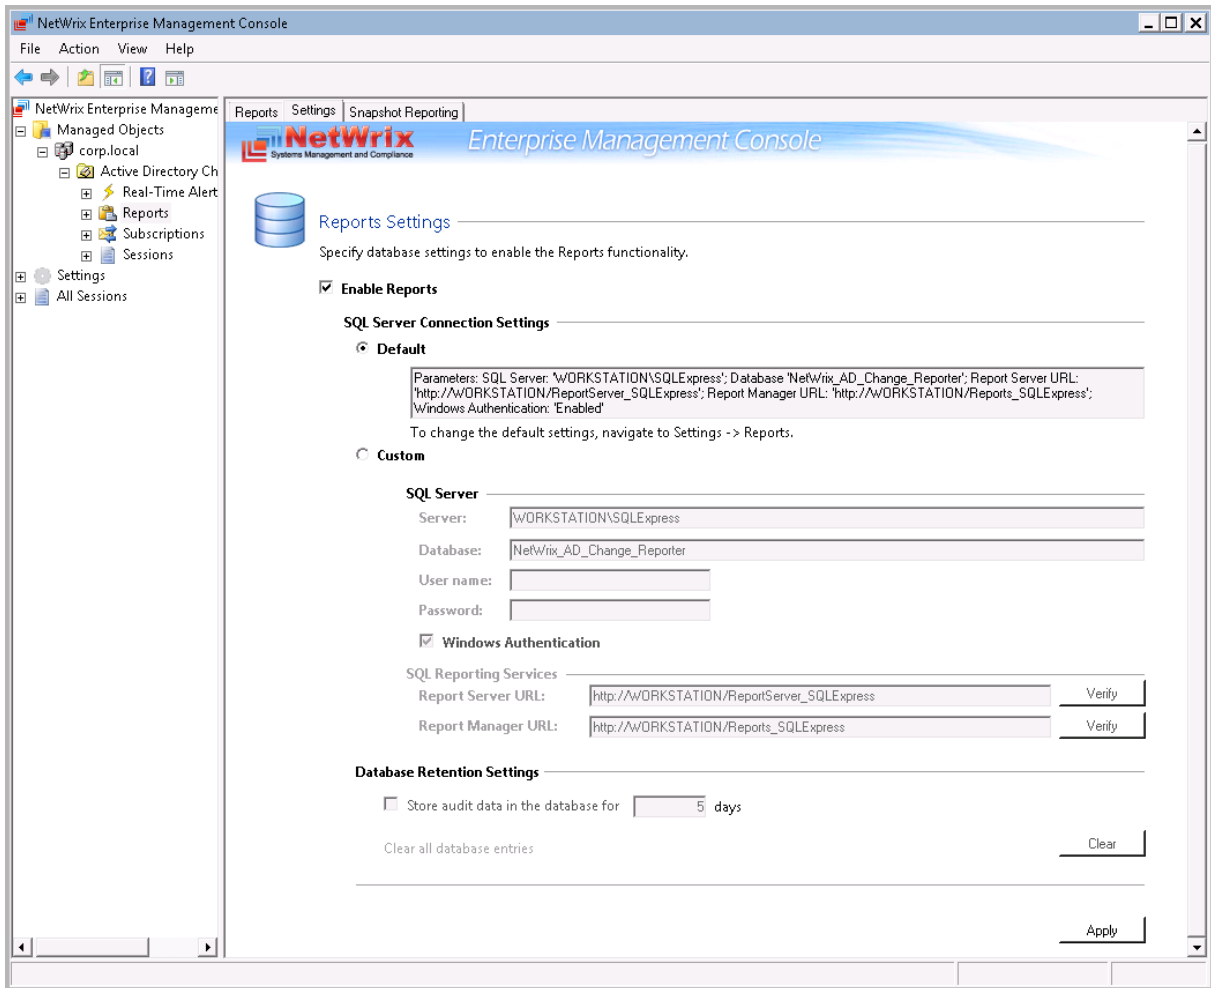 NetWrix Enterprise Management Console
File Action View Help
NetWrix Enterprise Manageme
Managed Objects
corp.local
Active Directory Ch
Real-Time Alert
Reports
Subscriptions
Sessions
Settings
All Sessions
Reports Settings Snapshot Reporting
NetWrix
Systems Management and Compliance
Enterprise Management Console
Reports Settings
Specify database settings to enable the Reports functionality.
Enable Reports
SQL Server Connection Settings
Default
Parameters: SQL Server: 'WORKSTATION\SQLExpress'; Database 'NetWrix_AD_Change_Reporter'; Report Server URL:
'http://WORKSTATION/ReportServer_SQLExpress'; Report Manager URL: 'http://WORKSTATION/Reports_SQLExpress';
Windows Authentication: 'Enabled'
To change the default settings, navigate to Settings -> Reports.
Custom
SQL Server
Server: WORKSTATION\SQLExpress
Database: NetWrix_AD_Change_Reporter
User name:
Password:
Windows Authentication
SQL Reporting Services
Report Server URL: http://WORKSTATION/ReportServer_SQLExpress Verify
Report Manager URL: http://WORKSTATION/Reports_SQLExpress Verify
Database Retention Settings
Store audit data in the database for 5 days
Clear all database entries Clear
Apply